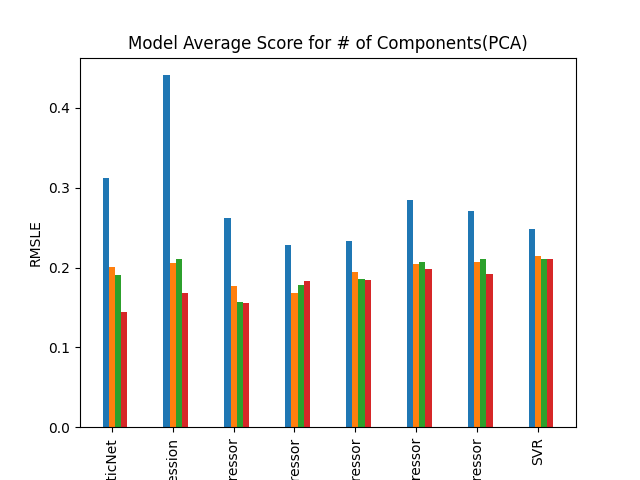 Model Average Score for # of Components(PCA)
RMSLE
0.4
0.3
0.2
0.1
0.0
ticNet
ession
ressor
ressor
ressor
ressor
ressor
SVR